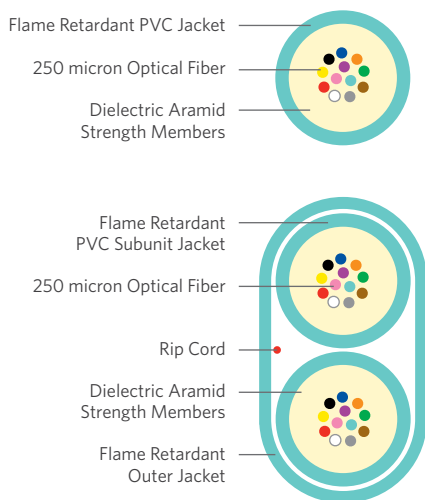 Flame Retardant PVC Jacket
250 micron Optical Fiber
Dielectric Aramid
Strength Members
Flame Retardant
PVC Subunit Jacket
250 micron Optical Fiber
Rip Cord
Dielectric Aramid
Strength Members
Flame Retardant
Outer Jacket